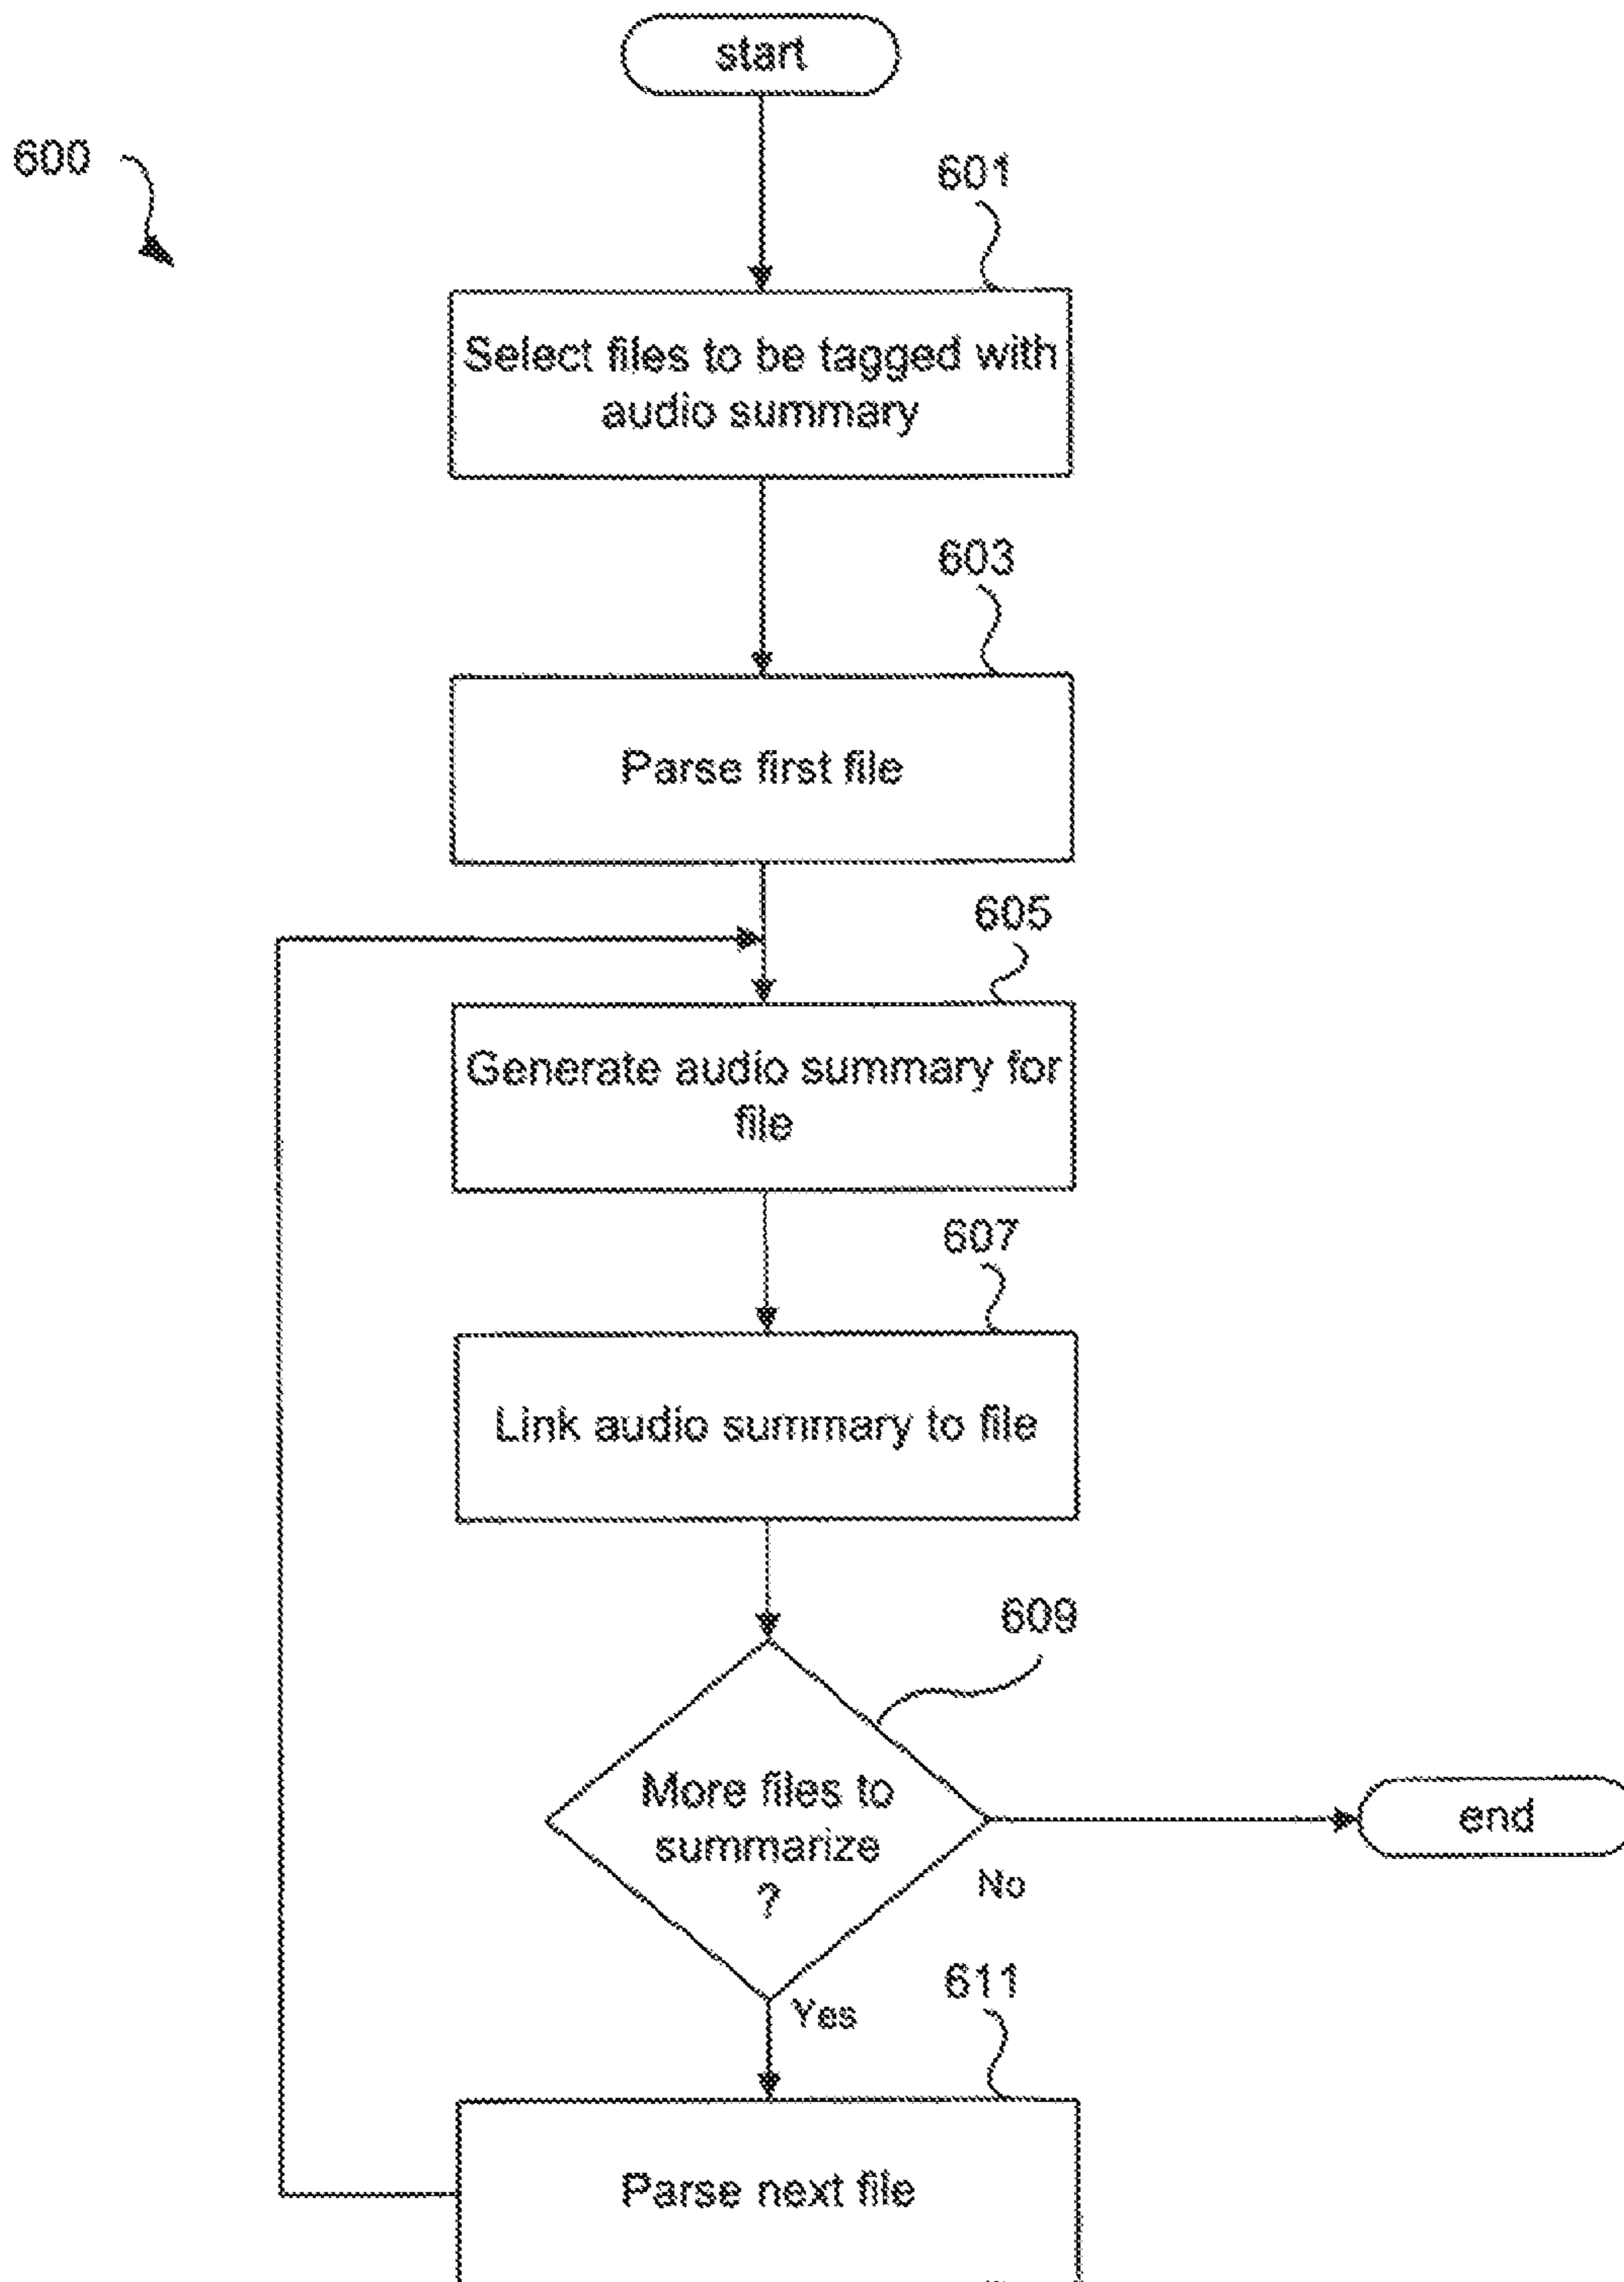 start
600
601
Select files to be tagged with
audio summary
603
Parse first file
605
Generate audio summary for
file
607
Link audio summary to file
609
More files to
summarize
?
end
No
Yes
611
Parse next file